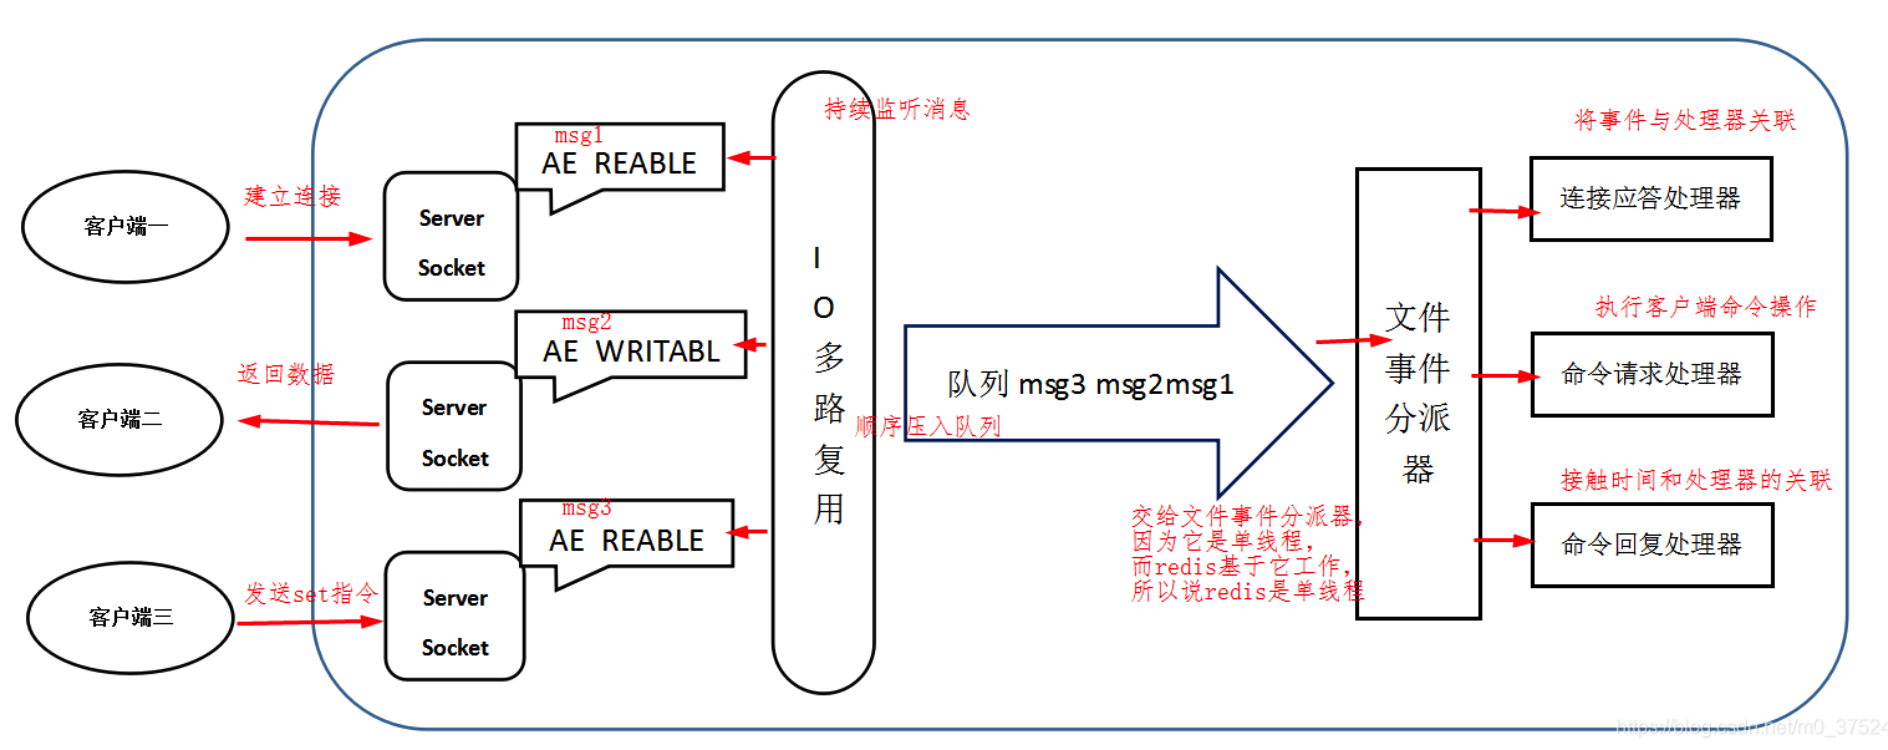 持续监听消息
将事件与处理器关联
msg1
AE REABLE
建立连接
客户端一
Server
Socket
连接应答处理器
I
O
多
路
复
用
msg2
AE WRITABL
返回数据
客户端二
Server
Socket
队列 msg3 msg2msg1
顺序压入队列
文件
事件
分派
器
执行客户端命令操作
命令请求处理器
接触时间和处理器的关联
命令回复处理器
msg3
AE REABLE
发送set指令
客户端三
Server
Socket
交给文件事件分派器,
因为它是单线程,
而redis基于它工作,
所以说redis是单线程
https://blog.csdn.net/m0_37524